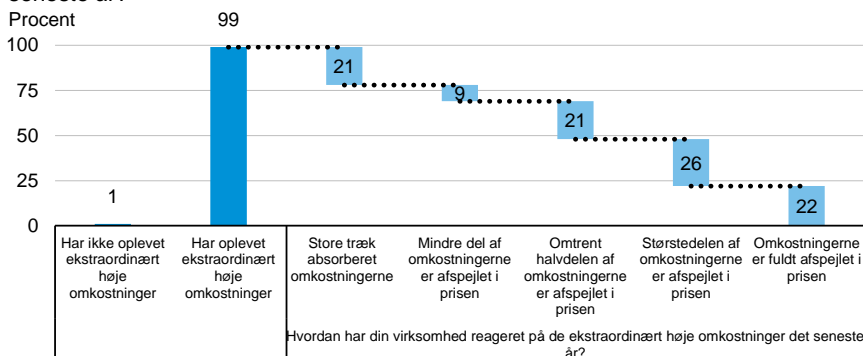 Procent
99
100
21
75
9
21
50
26
25
22
1
0
Har ikke oplevet
ekstraordinært
høje
omkostninger
Har oplevet
ekstraordinært
høje
omkostninger
Store træk
absorberet
omkostningerne
Mindre del af
omkostningerne
er afspejlet i
prisen
Omtrent
halvdelen af
omkostningerne
er afspejlet i
prisen
Størstedelen af
omkostningerne
er afspejlet i
prisen
Omkostningerne
er fuldt afspejlet i
prisen
Hvordan har din virksomhed reageret på de ekstraordinært høje omkostninger det seneste
år?